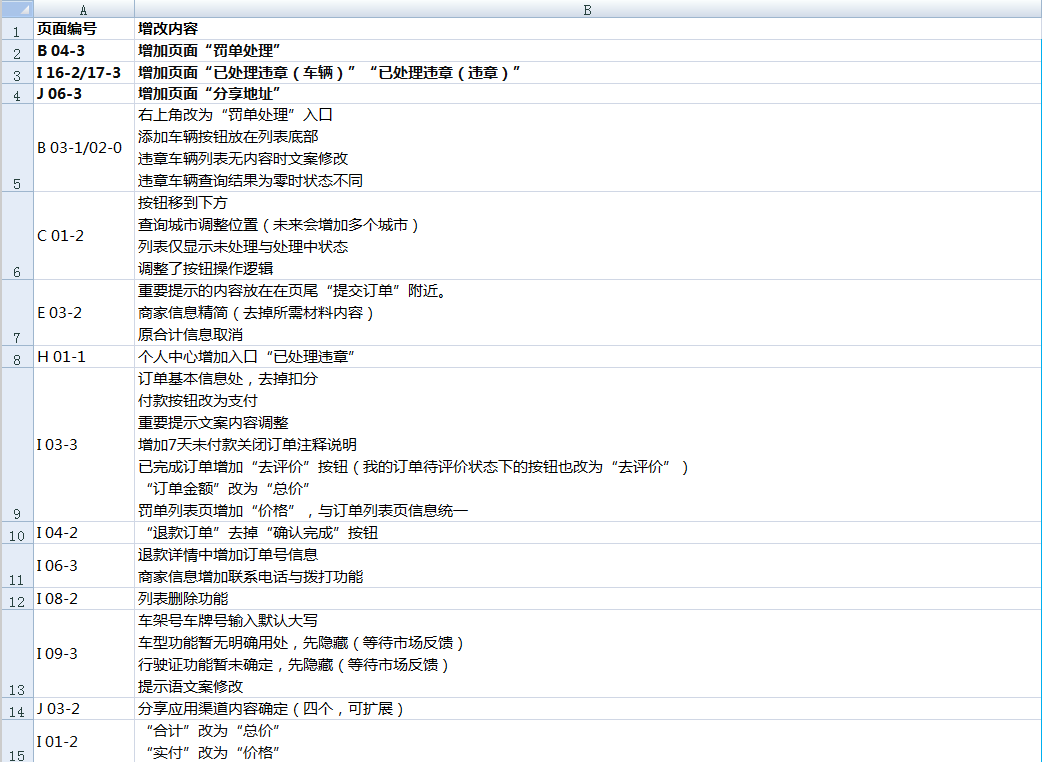 A B
1 页面编号 增改内容
2 B 04-3 增加页面“罚单处理”
3 I 16-2/17-3 增加页面“已处理违章（车辆）” “已处理违章（违章）”
4 J 06-3 增加页面“分享地址”
右上角改为“罚单处理”入口
添加车辆按钮放在列表底部
B 03-1/02-0
违章车辆列表无内容时文案修改
5 违章车辆查询结果为零时状态不同
按钮移到下方
查询城市调整位置（未来会增加多个城市）
C 01-2
列表仅显示未处理与处理中状态
6 调整了按钮操作逻辑
重要提示的内容放在在页尾“提交订单”附近。
E 03-2 商家信息精简（去掉所需材料内容）
7 原合计信息取消
8 H 01-1 个人中心增加入口“已处理违章”
订单基本信息处，去掉扣分
付款按钮改为支付
重要提示文案内容调整
I 03-3 增加7天未付款关闭订单注释说明
已完成订单增加“去评价”按钮（我的订单待评价状态下的按钮也改为“去评价” ）
“订单金额”改为“总价”
9 罚单列表页增加“价格” ，与订单列表页信息统一
10 I 04-2 “退款订单”去掉“确认完成”按钮
退款详情中增加订单号信息
I 06-3
11 商家信息增加联系电话与拨打功能
12 I 08-2 列表删除功能
车架号车牌号输入默认大写
车型功能暂无明确用处，先隐藏（等待市场反馈）
I 09-3
行驶证功能暂未确定，先隐藏（等待市场反馈）
13 提示语文案修改
14 J 03-2 分享应用渠道内容确定（四个，可扩展）
“合计”改为“总价”
I 01-2
15 “实付”改为“价格”